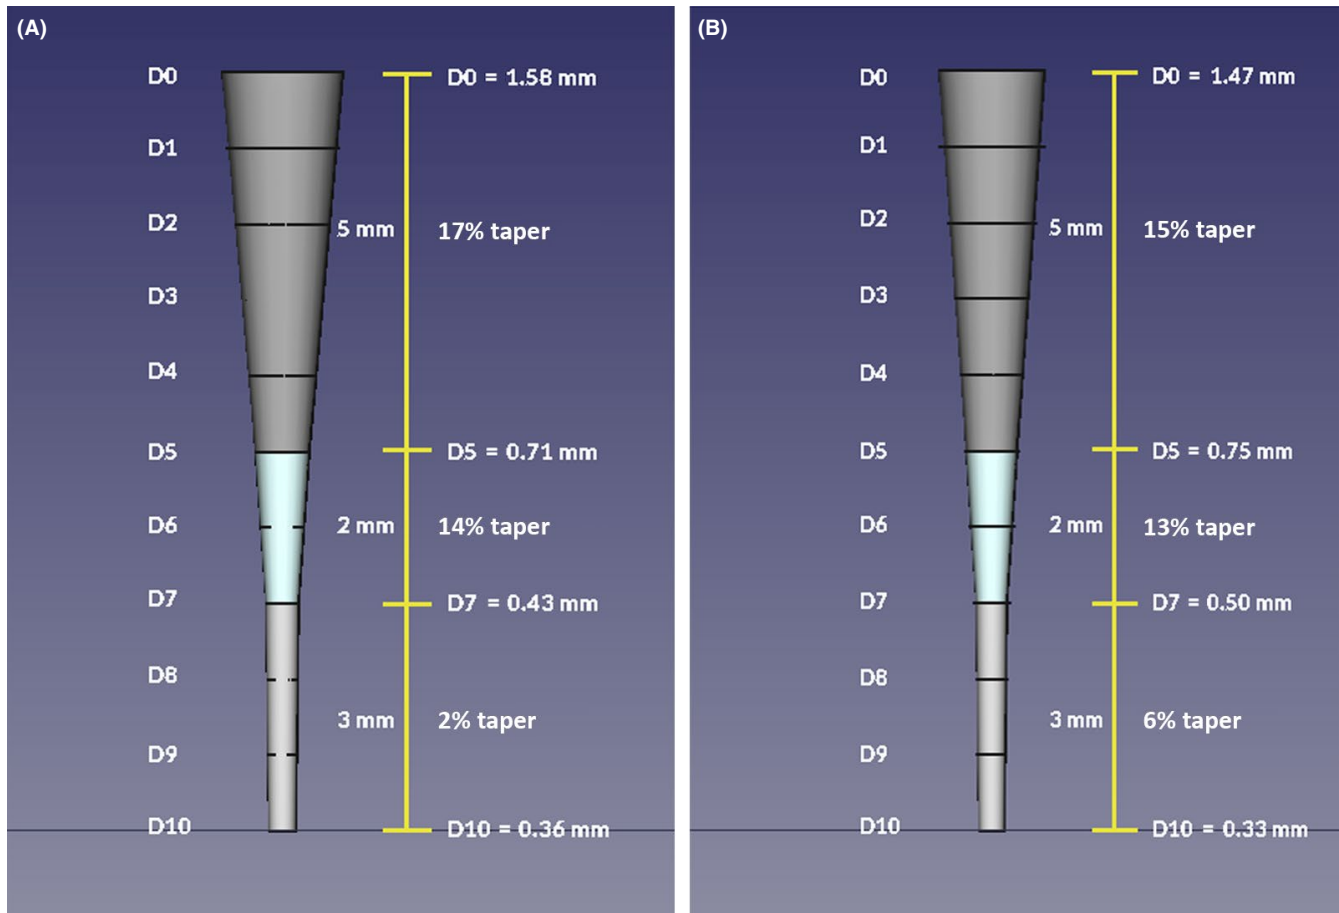 (A)
D0
D0 = 1.58 mm
D1
D2
5 mm
17% taper
D3
D4
D5
D5 = 0.71 mm
D6
2 mm
14% taper
D7
D7 = 0.43 mm
D8
3 mm
2% taper
D9
D10
D10 = 0.36 mm
(B)
D0
D0 = 1.47 mm
D1
D2
5 mm
15% taper
D3
D4
D5
D5 = 0.75 mm
D6
2 mm
13% taper
D7
D7 = 0.50 mm
D8
3 mm
6% taper
D9
D10
D10 = 0.33 mm